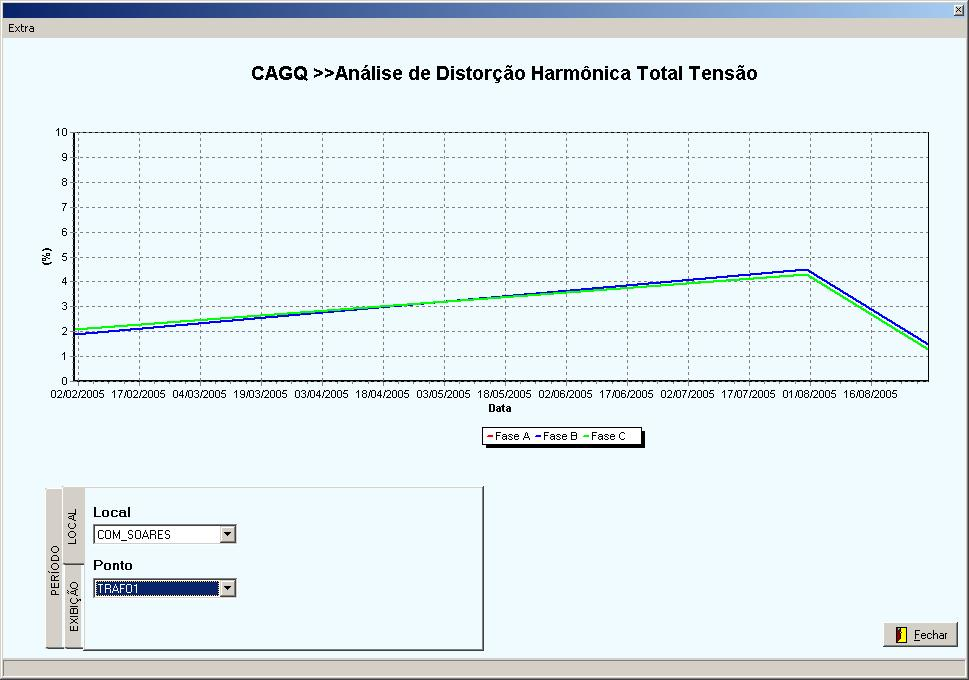 Extra
CAGQ >>Análise de Distorção Harmônica Total Tensão
10
9
8
7
6
5
4
3
2
1
0
(%)
02/02/2005 17/02/2005 04/03/2005 19/03/2005 03/04/2005 18/04/2005 03/05/2005 18/05/2005 02/06/2005 17/06/2005 02/07/2005 17/07/2005 01/08/2005 16/08/2005
Data
Fase A Fase B Fase C
PERÍODO
LOCAL
EXIBIÇÃO
Local
COM_SOARES
Ponto
TRAFO1
Fechar